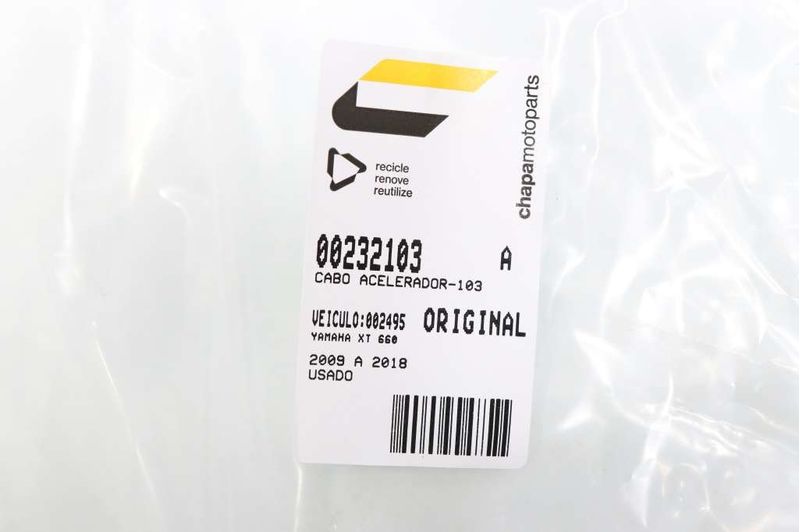 chapamotoparts
recicle
renove
reutilize
00232103 A
CABO ACELERADOR-103
VEICULO:002495 ORIGINAL
YAMAHA XT 660
2009 A 2018
USADO